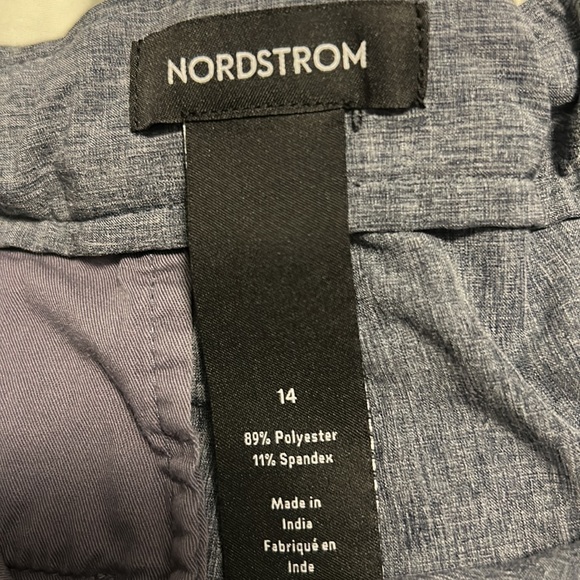 NORDSTROM
14
89% Polyester
11% Spandex
Made in
India
Fabriqué en
Inde